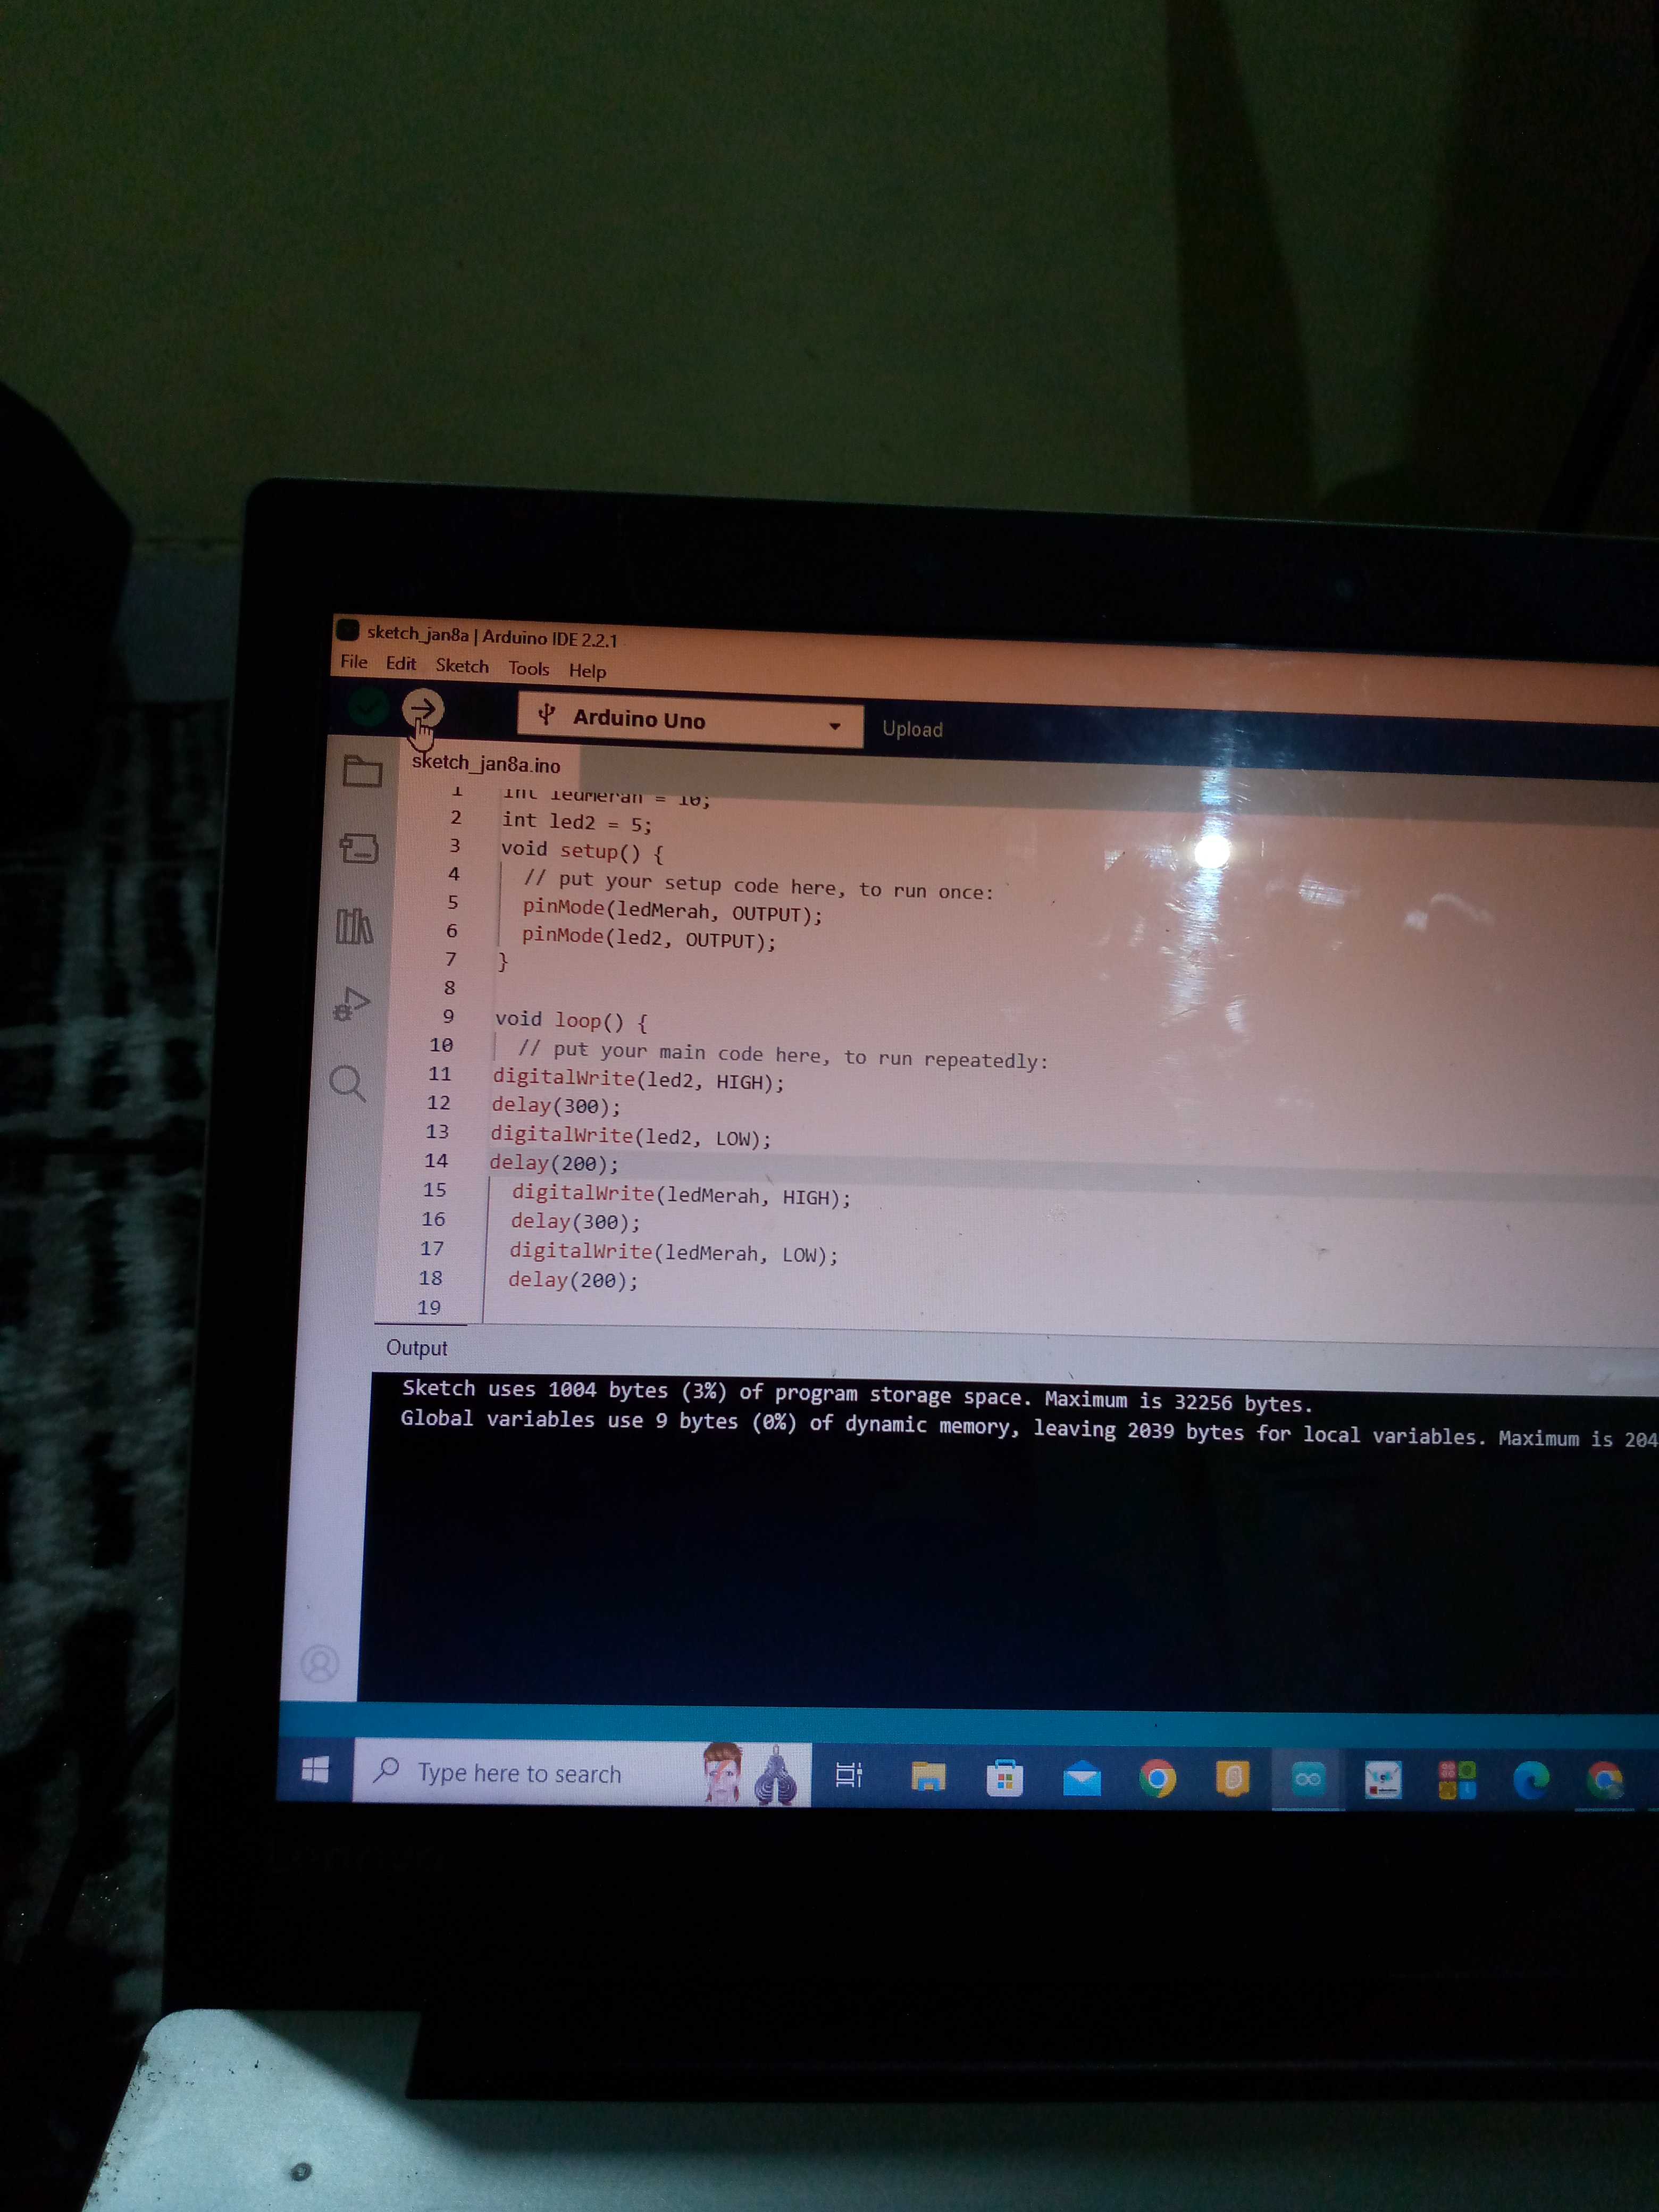 sketch_jan8a | Arduino IDE 2.2.1
File Edit Sketch Tools Help
Arduino Uno
Upload
sketch_jan8a.ino
1 int ledMerah = 10;
2 int led2 = 5;
3 void setup() {
4 // put your setup code here, to run once:
5 pinMode(ledMerah, OUTPUT);
6 pinMode(led2, OUTPUT);
7 }
8
9 void loop() {
10 // put your main code here, to run repeatedly:
11 digitalWrite(led2, HIGH);
12 delay(300);
13 digitalWrite(led2, LOW);
14 delay(200);
15 digitalWrite(ledMerah, HIGH);
16 delay(300);
17 digitalWrite(ledMerah, LOW);
18 delay(200);
19
Output
Sketch uses 1004 bytes (3%) of program storage space. Maximum is 32256 bytes.
Global variables use 9 bytes (0%) of dynamic memory, leaving 2039 bytes for local variables. Maximum is 204
Type here to search